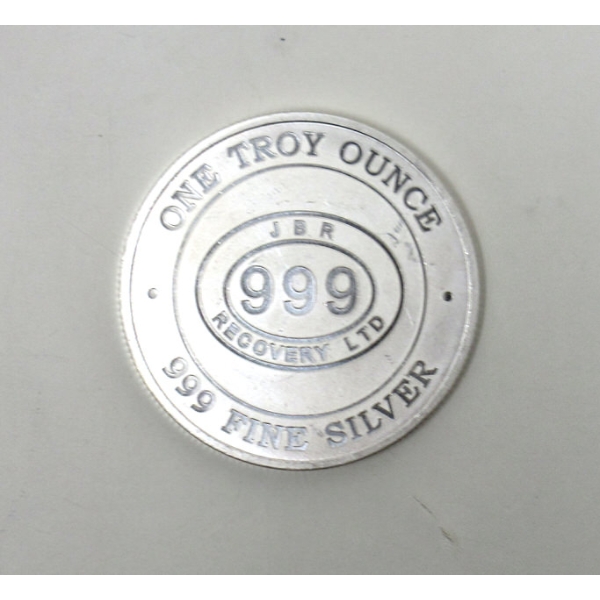 ONE TROY OUNCE
JBR
999
RECOVERY LTD
999 FINE SILVER